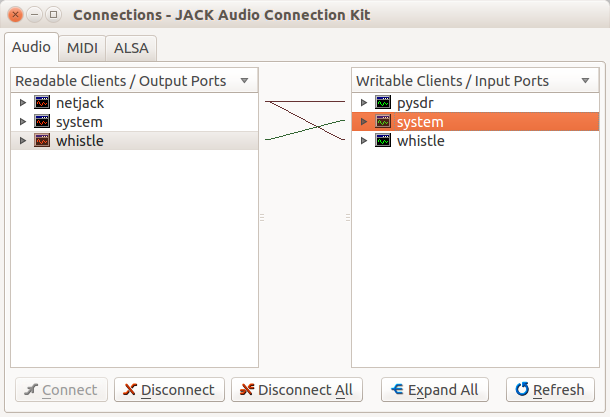 Connections - JACK Audio Connection Kit
Audio MIDI ALSA
Readable Clients / Output Ports Writable Clients / Input Ports
netjack pysdr
system system
whistle whistle
Connect Disconnect Disconnect All Expand All Refresh